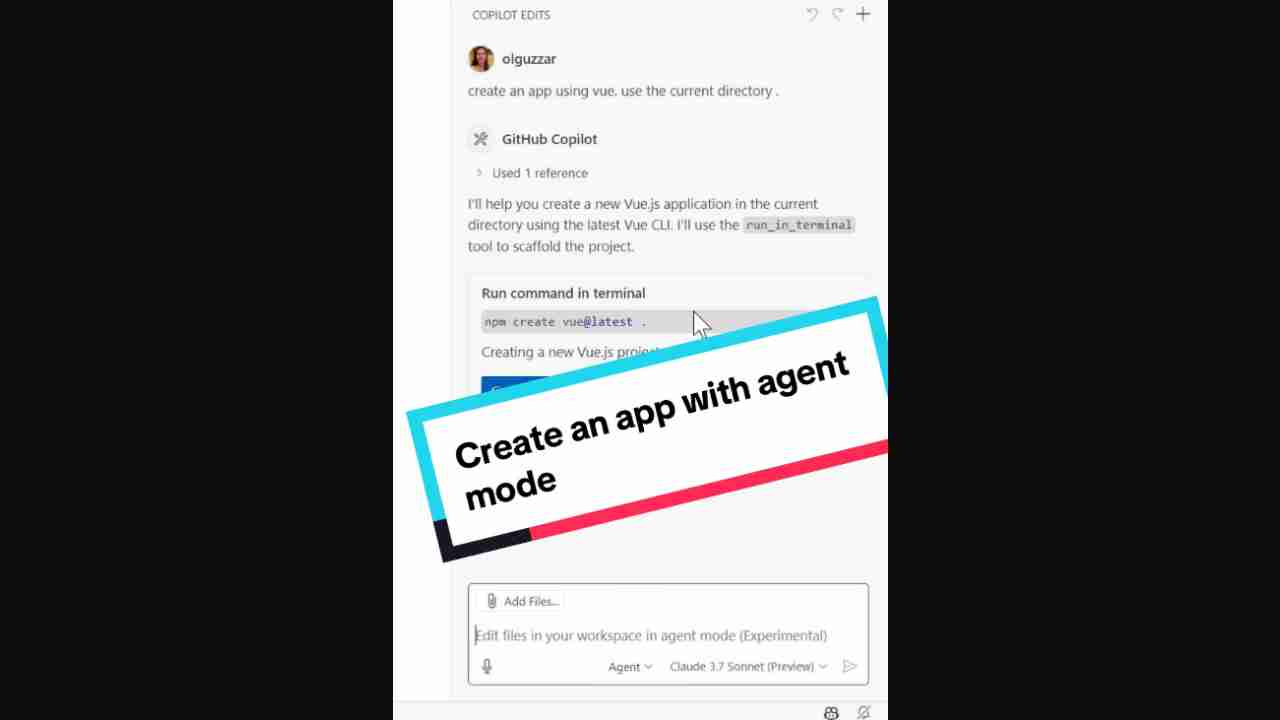 COPILOT EDITS
olguzzar
create an app using vue. use the current directory .
GitHub Copilot
Used 1 reference
I'll help you create a new Vue.js application in the current
directory using the latest Vue CLI. I'll use the run_in_terminal
tool to scaffold the project.
Run command in terminal
npm create vue@latest .
Creating a new Vue.js
Create an app with agent
mode
Add Files...
Edit files in your workspace in agent mode (Experimental)
Agent
Claude 3.7 Sonnet (Preview)